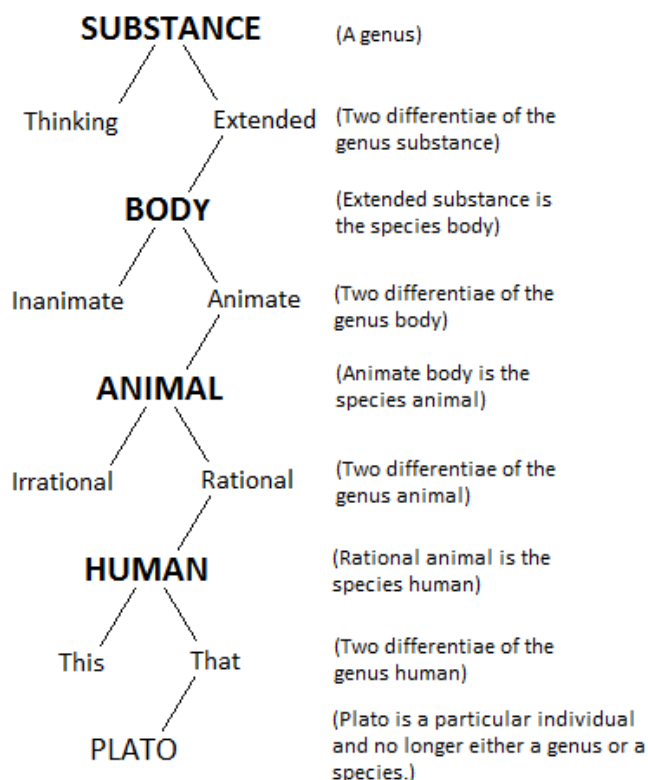 SUBSTANCE (A genus)
Thinking Extended (Two differentiae of the
genus substance)
BODY (Extended substance is
the species body)
Inanimate Animate (Two differentiae of the
genus body)
ANIMAL (Animate body is the
species animal)
Irrational Rational (Two differentiae of the
genus animal)
HUMAN (Rational animal is the
species human)
This That (Two differentiae of the
genus human)
PLATO (Plato is a particular individual
and no longer either a genus or a
species.)